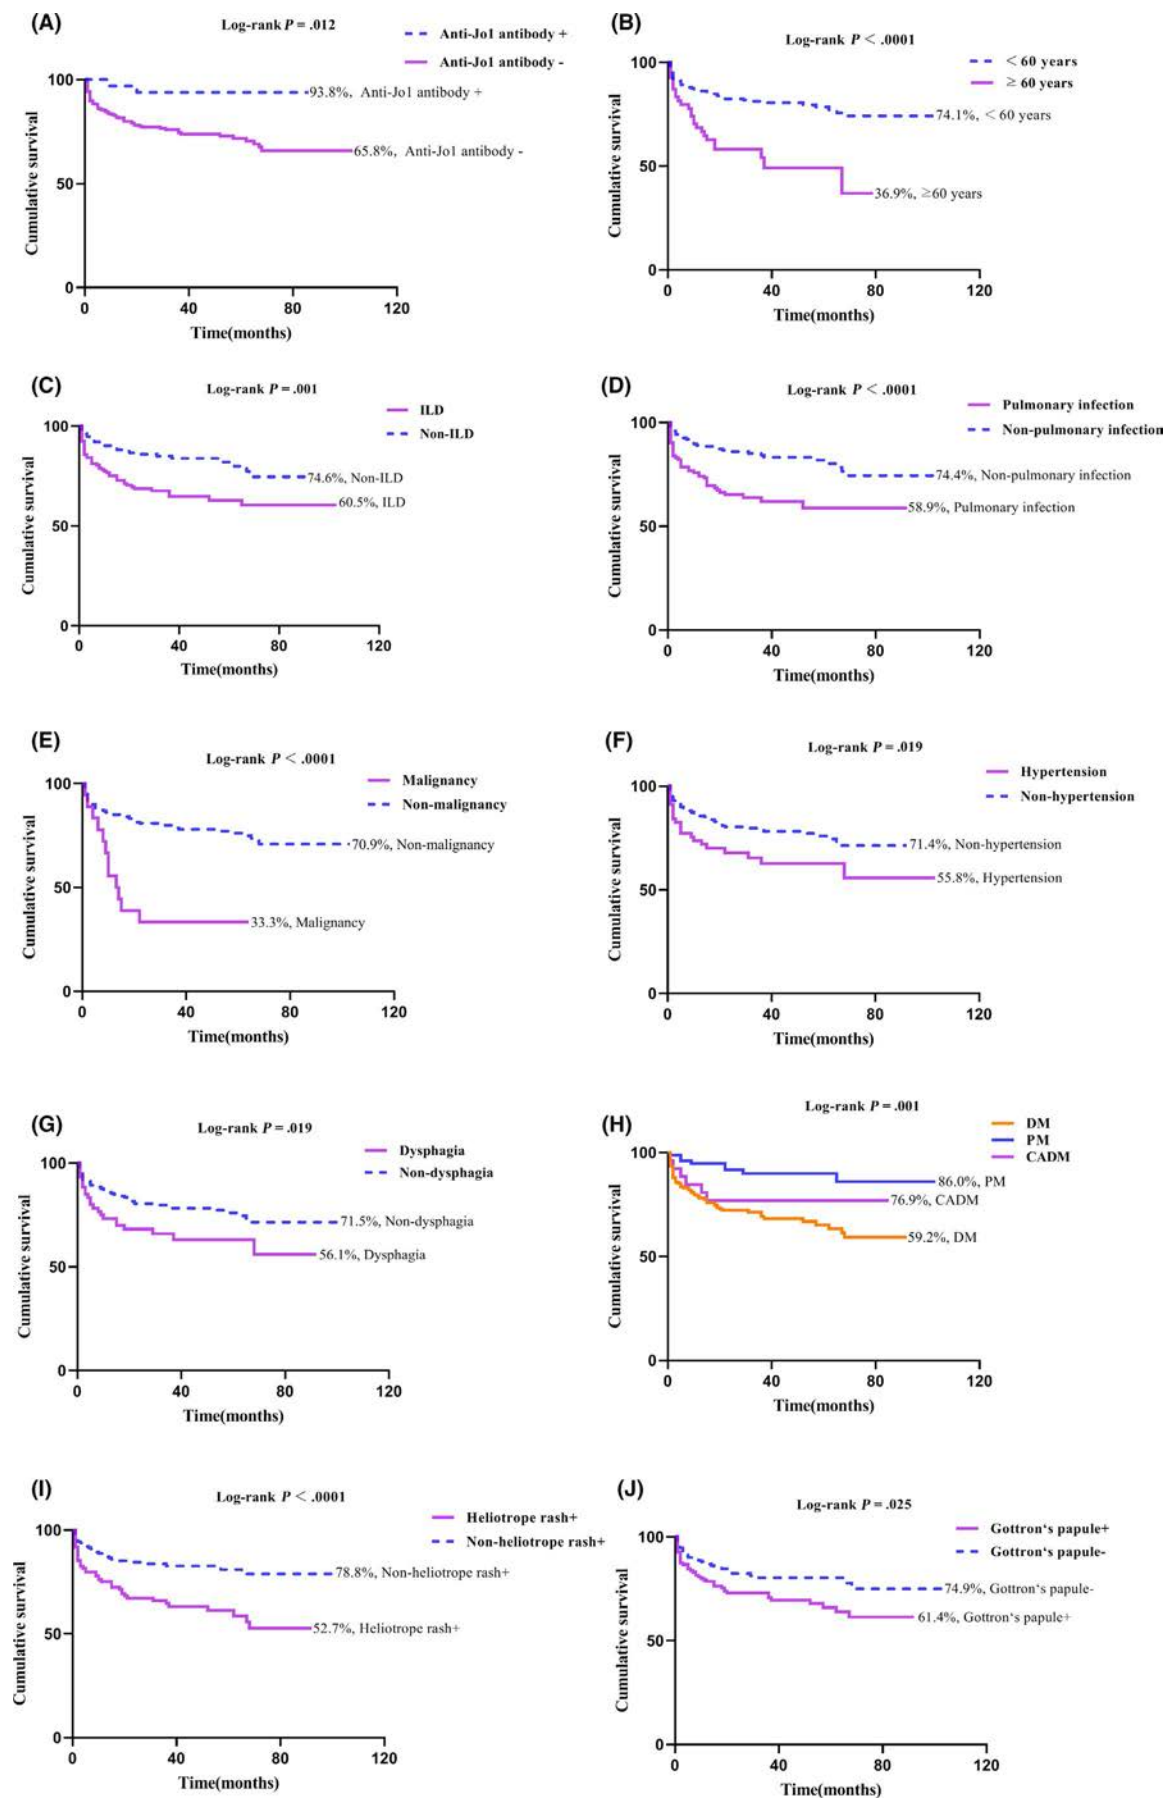 (A)
Log-rank P = .012
Anti-Jo1 antibody +
Anti-Jo1 antibody -
100
50
0
0 40 80 120
93.8%, Anti-Jo1 antibody +
65.8%, Anti-Jo1 antibody -
Cumulative survival
Time(months)
(B)
Log-rank P < .0001
< 60 years
≥ 60 years
100
50
0
0 40 80 120
74.1%, < 60 years
36.9%, ≥60 years
Cumulative survival
Time(months)
(C)
Log-rank P = .001
ILD
Non-ILD
100
50
0
0 40 80 120
74.6%, Non-ILD
60.5%, ILD
Cumulative survival
Time(months)
(D)
Log-rank P < .0001
Pulmonary infection
Non-pulmonary infection
100
50
0
0 40 80 120
74.4%, Non-pulmonary infection
58.9%, Pulmonary infection
Cumulative survival
Time(months)
(E)
Log-rank P < .0001
Malignancy
Non-malignancy
100
50
0
0 40 80 120
70.9%, Non-malignancy
33.3%, Malignancy
Cumulative survival
Time(months)
(F)
Log-rank P = .019
Hypertension
Non-hypertension
100
50
0
0 40 80 120
71.4%, Non-hypertension
55.8%, Hypertension
Cumulative survival
Time(months)
(G)
Log-rank P = .019
Dysphagia
Non-dysphagia
100
50
0
0 40 80 120
71.5%, Non-dysphagia
56.1%, Dysphagia
Cumulative survival
Time(months)
(H)
Log-rank P = .001
DM
PM
CADM
100
50
0
0 40 80 120
86.0%, PM
76.9%, CADM
59.2%, DM
Cumulative survival
Time(months)
(I)
Log-rank P < .0001
Heliotrope rash+
Non-heliotrope rash+
100
50
0
0 40 80 120
78.8%, Non-heliotrope rash+
52.7%, Heliotrope rash+
Cumulative survival
Time(months)
(J)
Log-rank P = .025
Gottron‘s papule+
Gottron‘s papule-
100
50
0
0 40 80 120
74.9%, Gottron‘s papule-
61.4%, Gottron‘s papule+
Cumulative survival
Time(months)